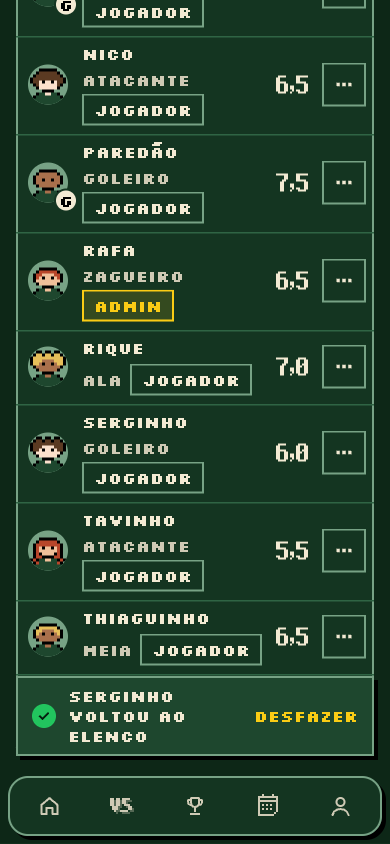 G
JOGADOR
NICO
ATACANTE
JOGADOR
6,5
...
PAREDÃO
GOLEIRO
JOGADOR
G
7,5
...
RAFA
ZAGUEIRO
ADMIN
6,5
...
RIQUE
ALA JOGADOR
7,0
...
SERGINHO
GOLEIRO
JOGADOR
6,0
...
TAVINHO
ATACANTE
JOGADOR
5,5
...
THIAGUINHO
MEIA JOGADOR
6,5
...
SERGINHO
VOLTOU AO
ELENCO
DESFAZER
VS